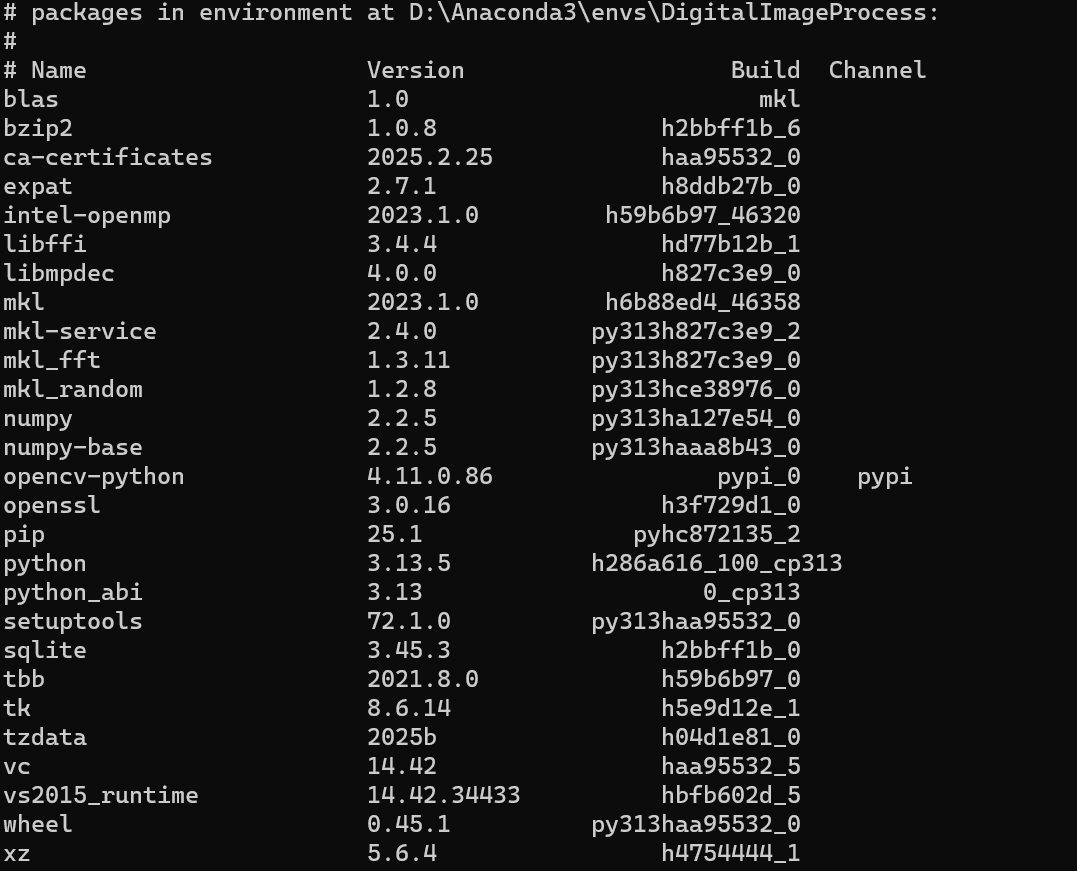 # packages in environment at D:\Anaconda3\envs\DigitalImageProcess:
#
# Name                    Version                   Build  Channel
blas                      1.0                         mkl
bzip2                     1.0.8                h2bbff1b_6
ca-certificates           2025.2.25            haa95532_0
expat                     2.7.1                h8ddb27b_0
intel-openmp              2023.1.0         h59b6b97_46320
libffi                    3.4.4                hd77b12b_1
libmpdec                  4.0.0                h827c3e9_0
mkl                       2023.1.0         h6b88ed4_46358
mkl-service               2.4.0           py313h827c3e9_2
mkl_fft                   1.3.11          py313h827c3e9_0
mkl_random                1.2.8           py313hce38976_0
numpy                     2.2.5           py313ha127e54_0
numpy-base                2.2.5           py313haaa8b43_0
opencv-python             4.11.0.86                pypi_0    pypi
openssl                   3.0.16               h3f729d1_0
pip                       25.1               pyhc872135_2
python                    3.13.5          h286a616_100_cp313
python_abi                3.13                    0_cp313
setuptools                72.1.0          py313haa95532_0
sqlite                    3.45.3               h2bbff1b_0
tbb                       2021.8.0             h59b6b97_0
tk                        8.6.14               h5e9d12e_1
tzdata                    2025b                h04d1e81_0
vc                        14.42                haa95532_5
vs2015_runtime            14.42.34433          hbfb602d_5
wheel                     0.45.1          py313haa95532_0
xz                        5.6.4                h4754444_1